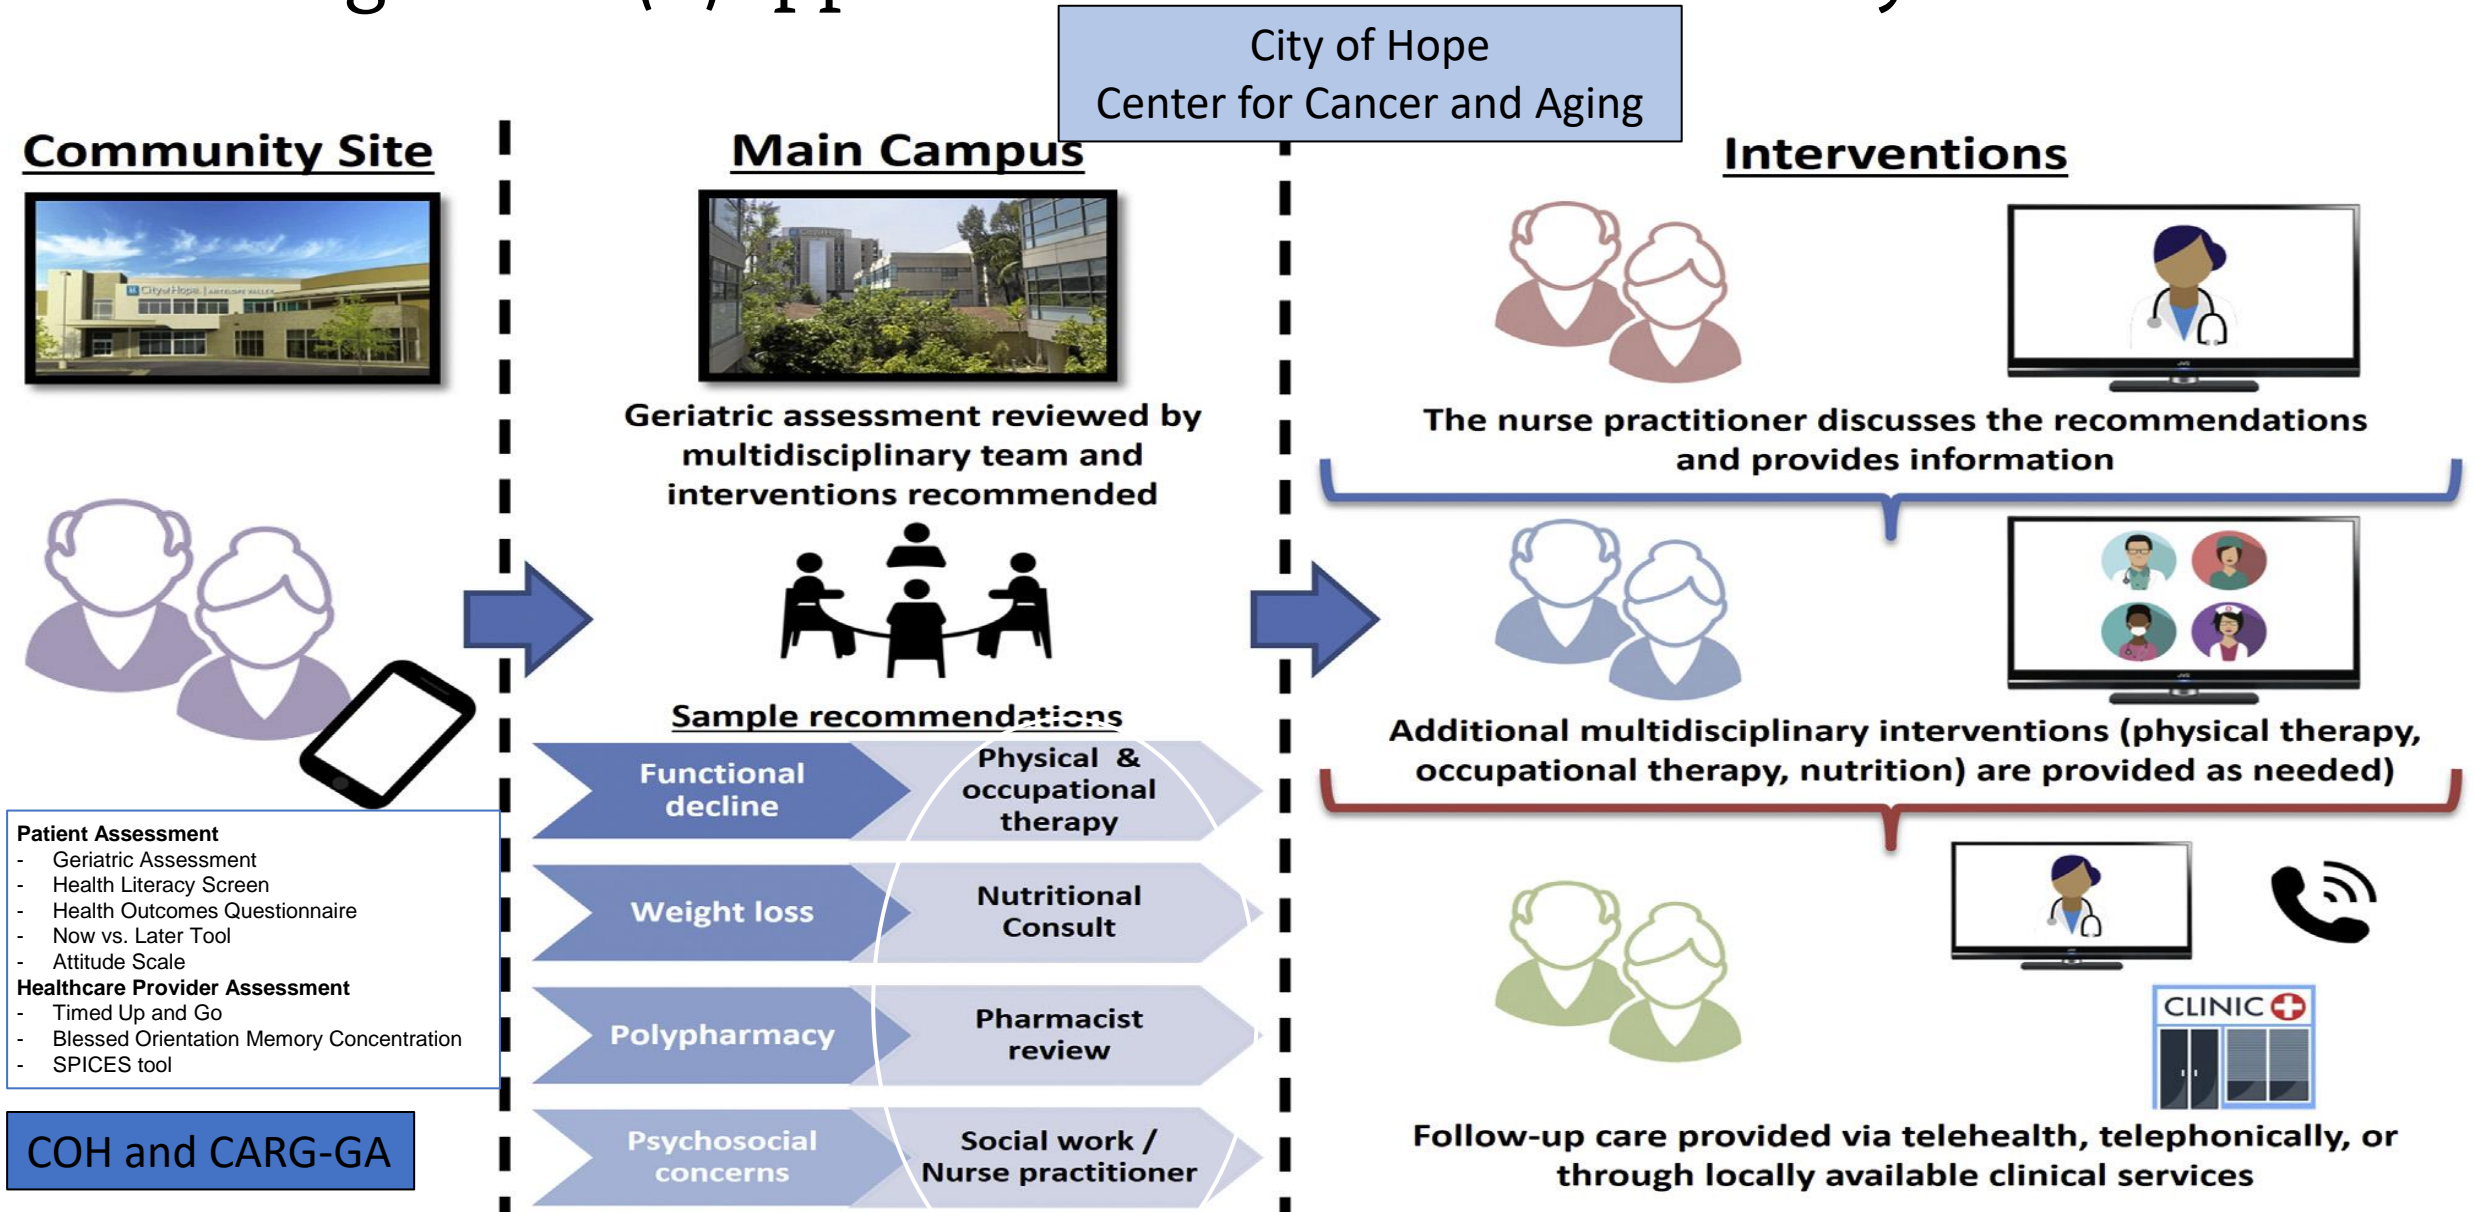 City of Hope
Center for Cancer and Aging
Community Site
CityofHope. | ANTELOPE VALLEY
Patient Assessment
- Geriatric Assessment
- Health Literacy Screen
- Health Outcomes Questionnaire
- Now vs. Later Tool
- Attitude Scale
Healthcare Provider Assessment
- Timed Up and Go
- Blessed Orientation Memory Concentration
- SPICES tool
COH and CARG-GA
Main Campus
Geriatric assessment reviewed by
multidisciplinary team and
interventions recommended
Sample recommendations
Functional
decline
Physical &
occupational
therapy
Weight loss
Nutritional
Consult
Polypharmacy
Pharmacist
review
Psychosocial
concerns
Social work /
Nurse practitioner
Interventions
JVC
The nurse practitioner discusses the recommendations
and provides information
JVC
Additional multidisciplinary interventions (physical therapy,
occupational therapy, nutrition) are provided as needed)
CLINIC
Follow-up care provided via telehealth, telephonically, or
through locally available clinical services